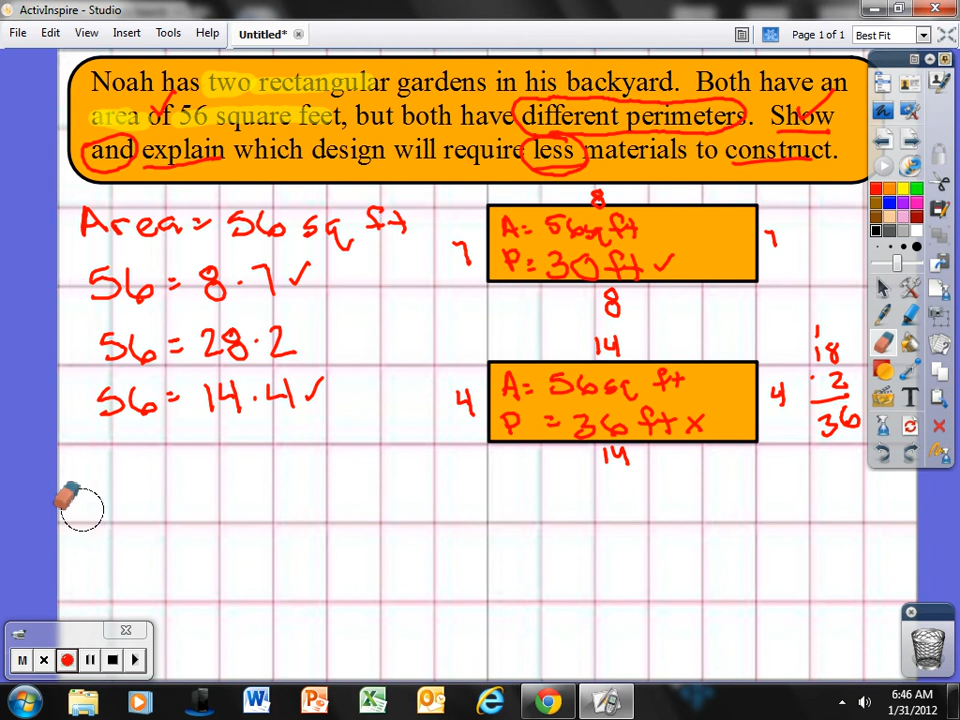 ActivInspire - Studio
File Edit View Insert Tools Help Untitled* Page 1 of 1 Best Fit
Noah has two rectangular gardens in his backyard. Both have an
area of 56 square feet, but both have different perimeters. Show
and explain which design will require less materials to construct.
Area = 56 sq ft
56 = 8·7 ✓
56 = 28·2
56 = 14·4 ✓
8
7
A = 56 sq ft
P = 30 ft ✓
7
8
14
4
A = 56 sq ft
P = 36 ft x
4
14
1
18
· 2
36
M
6:46 AM
1/31/2012